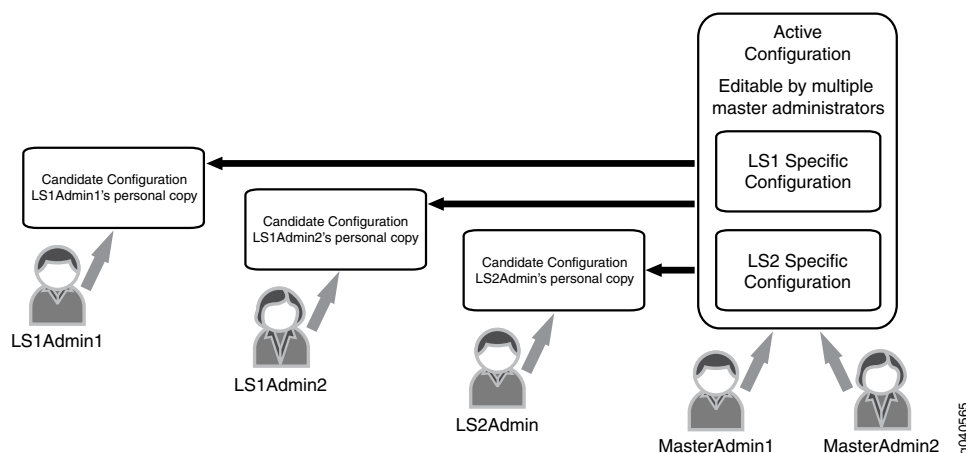 Active
Configuration
Editable by multiple
master administrators
LS1 Specific
Configuration
LS2 Specific
Configuration
Candidate Configuration
LS1Admin1's personal copy
Candidate Configuration
LS1Admin2's personal copy
Candidate Configuration
LS2Admin's personal copy
LS1Admin1
LS1Admin2
LS2Admin
MasterAdmin1
MasterAdmin2
g040565